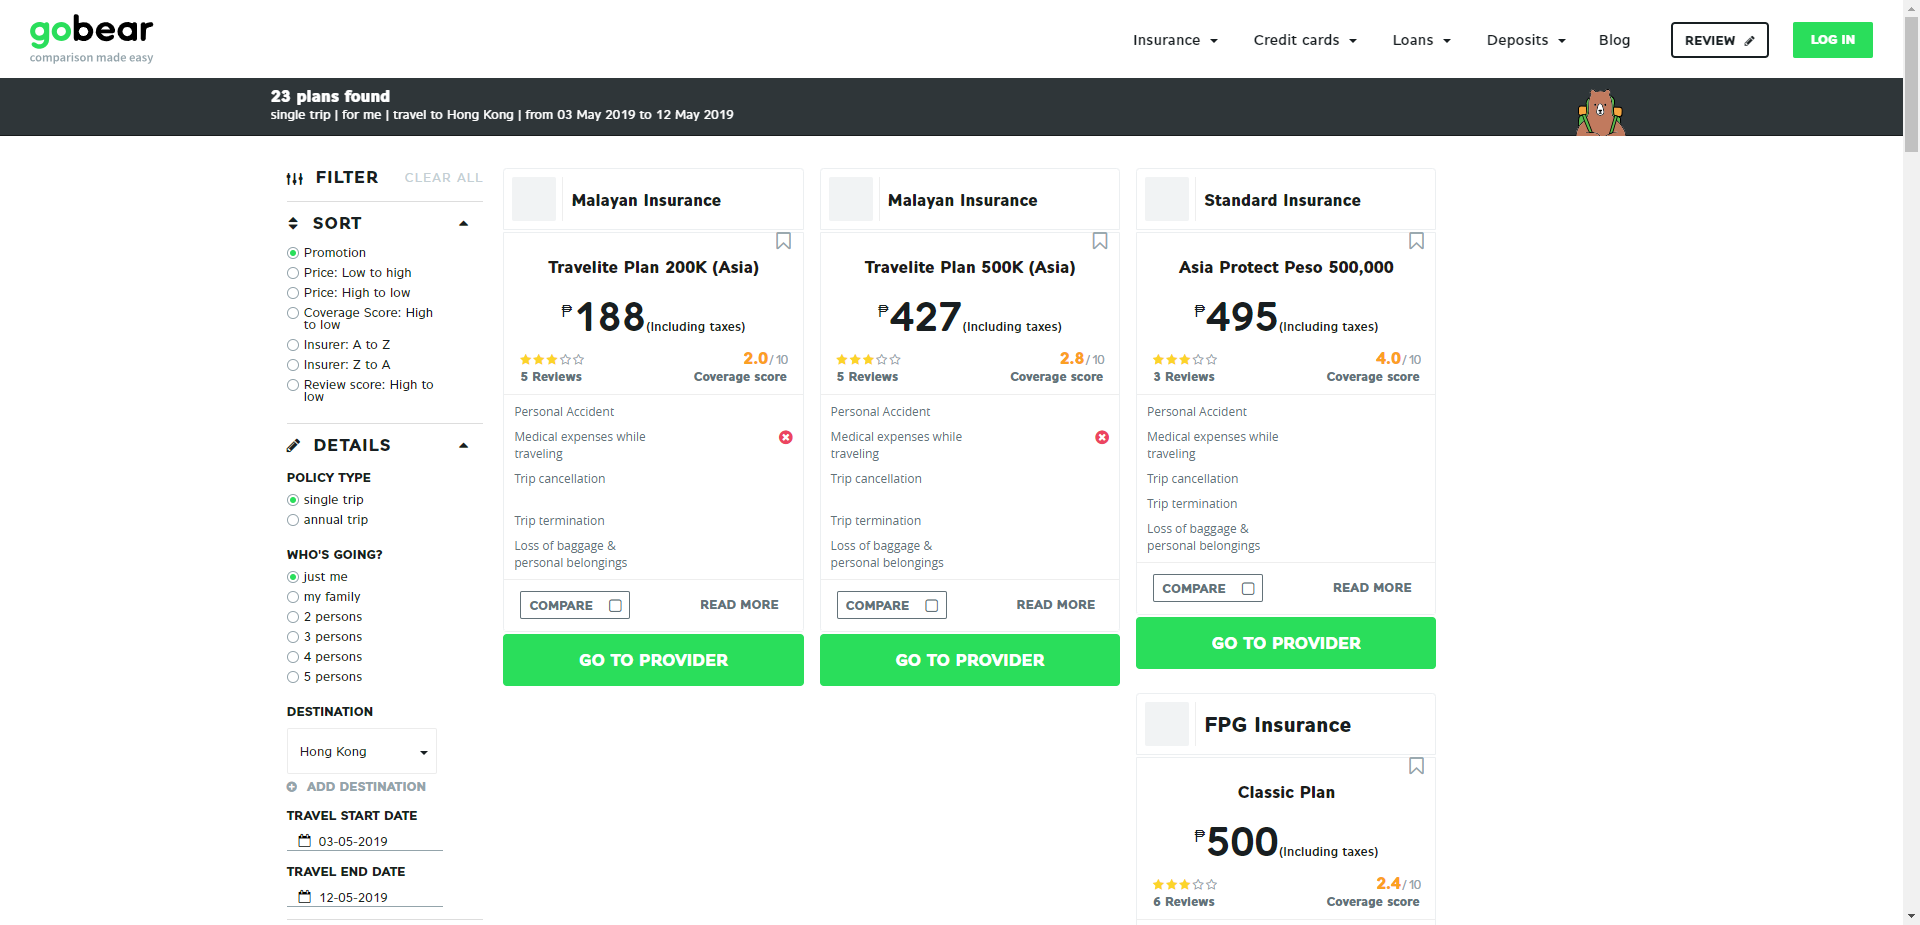 gobear
comparison made easy
Insurance
Credit cards
Loans
Deposits
Blog
REVIEW
LOG IN
23 plans found
single trip | for me | travel to Hong Kong | from 03 May 2019 to 12 May 2019
FILTER
CLEAR ALL
SORT
Promotion
Price: Low to high
Price: High to low
Coverage Score: High
to low
Insurer: A to Z
Insurer: Z to A
Review score: High to
low
DETAILS
POLICY TYPE
single trip
annual trip
WHO'S GOING?
just me
my family
2 persons
3 persons
4 persons
5 persons
DESTINATION
Hong Kong
ADD DESTINATION
TRAVEL START DATE
03-05-2019
TRAVEL END DATE
12-05-2019
Malayan Insurance
Travelite Plan 200K (Asia)
₱188(Including taxes)
2.0/10
5 Reviews
Coverage score
Personal Accident
Medical expenses while
traveling
Trip cancellation
Trip termination
Loss of baggage &
personal belongings
COMPARE
READ MORE
GO TO PROVIDER
Malayan Insurance
Travelite Plan 500K (Asia)
₱427(Including taxes)
2.8/10
5 Reviews
Coverage score
Personal Accident
Medical expenses while
traveling
Trip cancellation
Trip termination
Loss of baggage &
personal belongings
COMPARE
READ MORE
GO TO PROVIDER
Standard Insurance
Asia Protect Peso 500,000
₱495(Including taxes)
4.0/10
3 Reviews
Coverage score
Personal Accident
Medical expenses while
traveling
Trip cancellation
Trip termination
Loss of baggage &
personal belongings
COMPARE
READ MORE
GO TO PROVIDER
FPG Insurance
Classic Plan
₱500(Including taxes)
2.4/10
6 Reviews
Coverage score